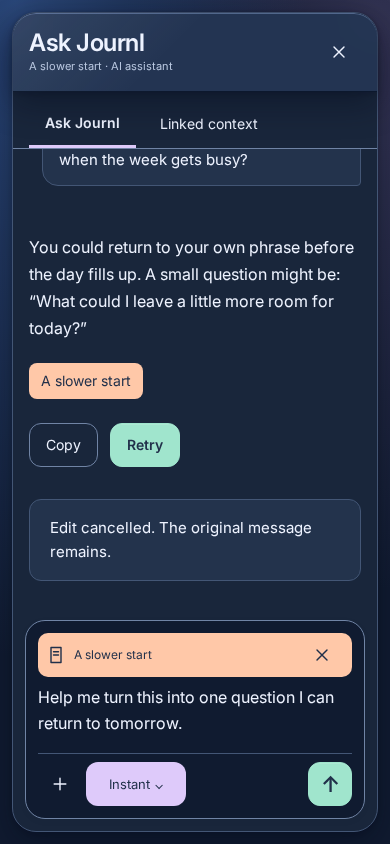 Ask Journl
A slower start · AI assistant
Ask Journl
Linked context
when the week gets busy?
You could return to your own phrase before
the day fills up. A small question might be:
“What could I leave a little more room for
today?”
A slower start
Copy
Retry
Edit cancelled. The original message
remains.
A slower start
Help me turn this into one question I can
return to tomorrow.
Instant